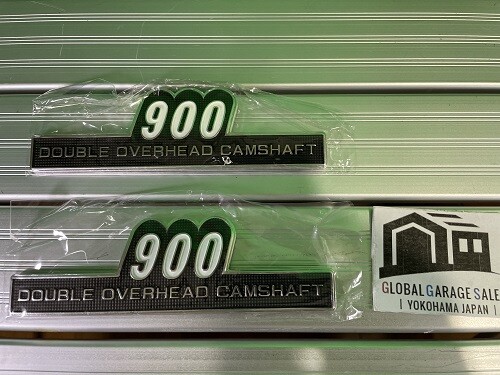 900
DOUBLE OVERHEAD CAMSHAFT
900
DOUBLE OVERHEAD CAMSHAFT
GLOBAL GARAGE SALE
| YOKOHAMA JAPAN |